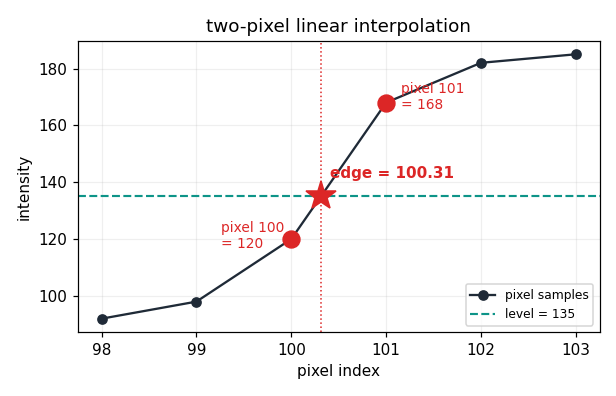 two-pixel linear interpolation
intensity
180
160
140
120
100
pixel 101
= 168
edge = 100.31
pixel 100
= 120
pixel samples
level = 135
98
99
100
101
102
103
pixel index